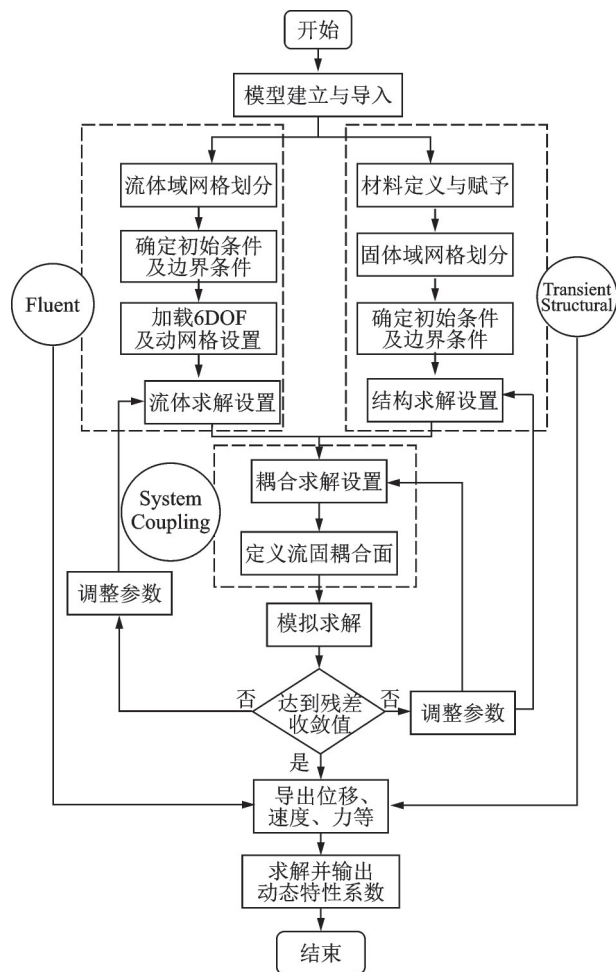 开始
模型建立与导入
流体域网格划分
确定初始条件
及边界条件
加载6DOF
及动网格设置
流体求解设置
Fluent
材料定义与赋予
固体域网格划分
确定初始条件
及边界条件
结构求解设置
Transient
Structural
System
Coupling
耦合求解设置
定义流固耦合面
模拟求解
调整参数
否
达到残差
收敛值
否
调整参数
是
导出位移、
速度、力等
求解并输出
动态特性系数
结束